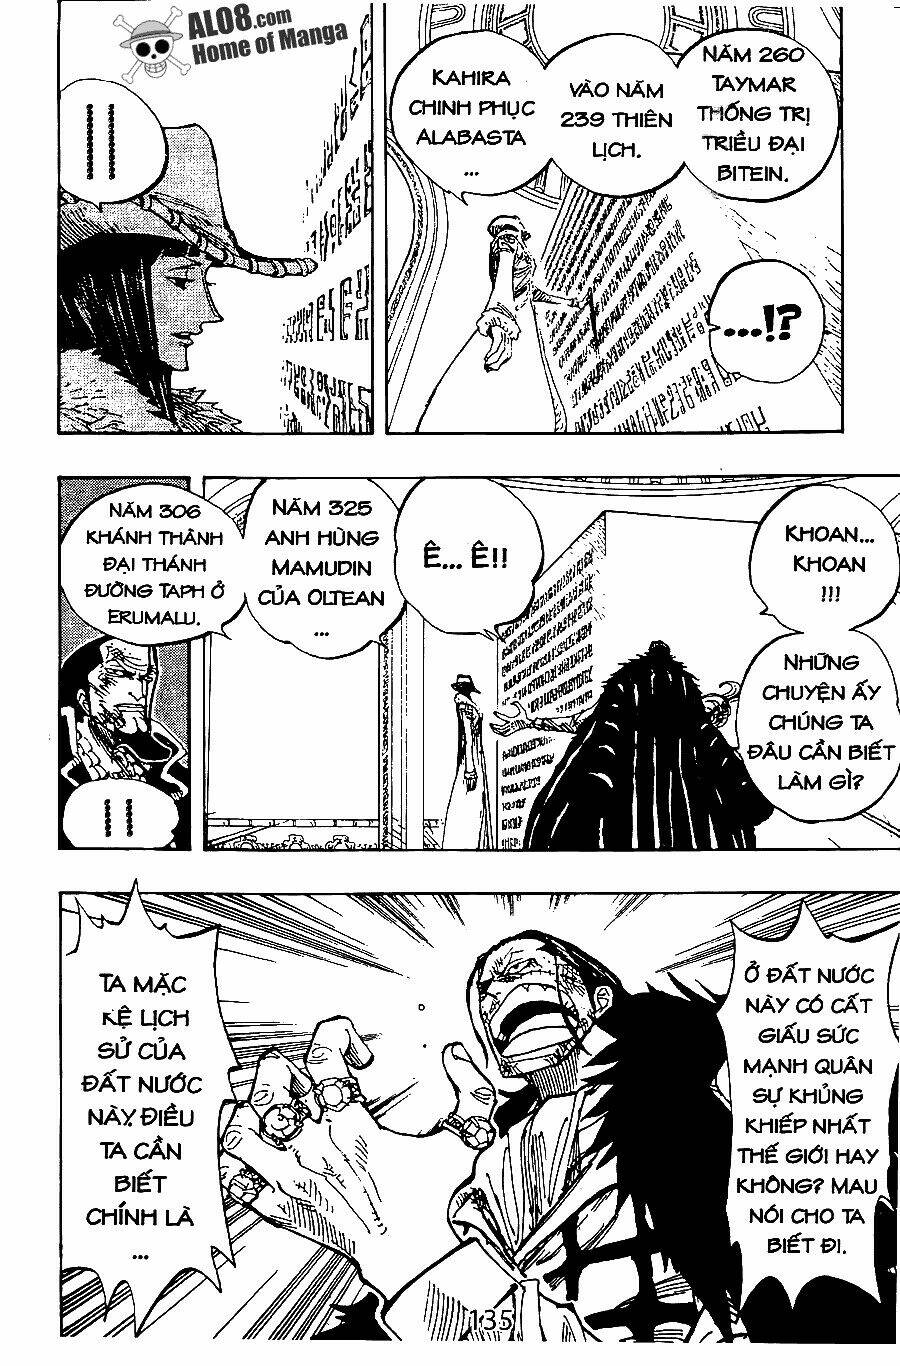 ALO8.com
Home of Manga
KAHIRA
CHINH PHỤC
ALABASTA
...
VÀO NĂM
239 THIÊN
LỊCH.
NĂM 260
TAYMAR
THỐNG TRỊ
TRIỀU ĐẠI
BITEIN.
....!?
NĂM 306
KHÁNH THÀNH
ĐẠI THÁNH
ĐƯỜNG TAPH Ở
ERUMALU.
NĂM 325
ANH HÙNG
MAMUDIN
CỦA OLTEAN
...
Ê... Ê!!
KHOAN...
KHOAN
!!!
NHỮNG
CHUYỆN ẤY
CHÚNG TA
ĐÂU CẦN BIẾT
LÀM GÌ?
TA MẶC
KỆ LỊCH
SỬ CỦA
ĐẤT NƯỚC
NÀY. ĐIỀU
TA CẦN
BIẾT
CHÍNH LÀ
...
Ở ĐẤT NƯỚC
NÀY CÓ CẤT
GIẤU SỨC
MẠNH QUÂN
SỰ KHỦNG
KHIẾP NHẤT
THẾ GIỚI HAY
KHÔNG? MAU
NÓI CHO TA
BIẾT ĐI.
135